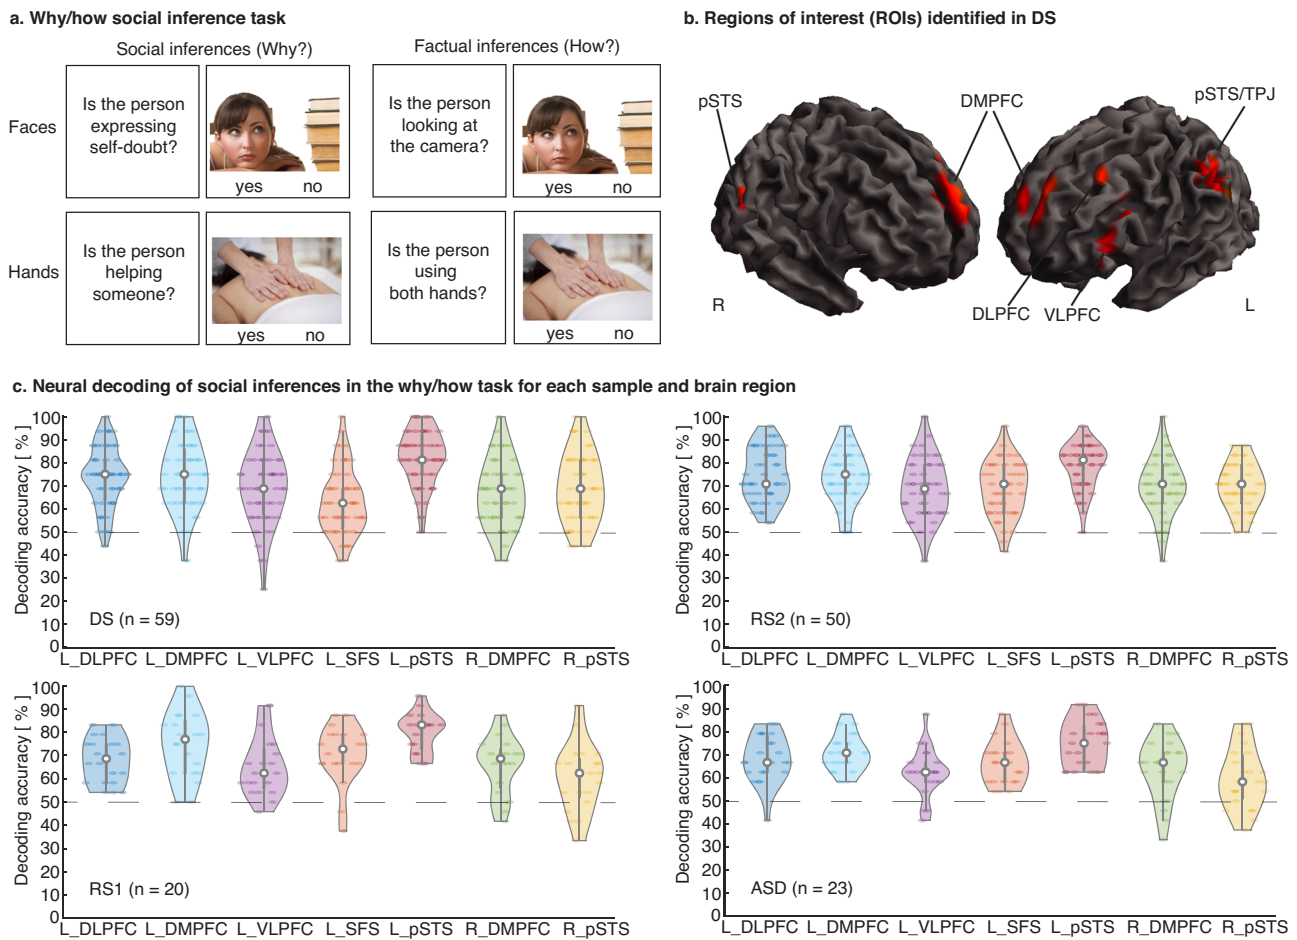 a. Why/how social inference task
Social inferences (Why?)
Factual inferences (How?)
Faces
Is the person
expressing
self-doubt?
yes no
Is the person
looking at
the camera?
yes no
Hands
Is the person
helping
someone?
yes no
Is the person
using
both hands?
yes no
b. Regions of interest (ROIs) identified in DS
pSTS
DMPFC
pSTS/TPJ
R
DLPFC
VLPFC
L
c. Neural decoding of social inferences in the why/how task for each sample and brain region
Decoding accuracy [ % ]
100
90
80
70
60
50
40
30
20
10
0
DS (n = 59)
L_DLPFC L_DMPFC L_VLPFC L_SFS L_pSTS R_DMPFC R_pSTS
Decoding accuracy [ % ]
100
90
80
70
60
50
40
30
20
10
0
RS2 (n = 50)
L_DLPFC L_DMPFC L_VLPFC L_SFS L_pSTS R_DMPFC R_pSTS
Decoding accuracy [ % ]
100
90
80
70
60
50
40
30
20
10
0
RS1 (n = 20)
L_DLPFC L_DMPFC L_VLPFC L_SFS L_pSTS R_DMPFC R_pSTS
Decoding accuracy [ % ]
100
90
80
70
60
50
40
30
20
10
0
ASD (n = 23)
L_DLPFC L_DMPFC L_VLPFC L_SFS L_pSTS R_DMPFC R_pSTS